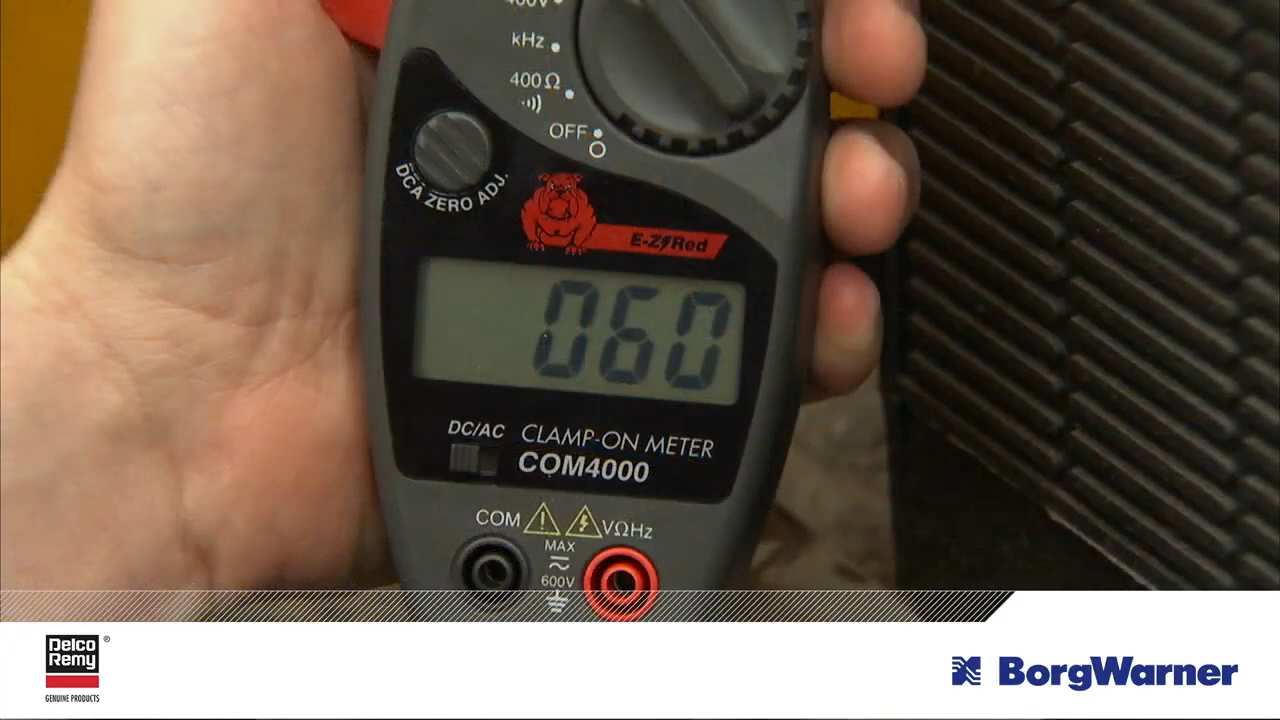 400V
kHz
400Ω
OFF
DCA ZERO ADJ.
E-Z Red
060
DC/AC
CLAMP-ON METER
COM4000
COM
VΩHz
MAX
600V
Delco
Remy
®
GENUINE PRODUCTS
BorgWarner